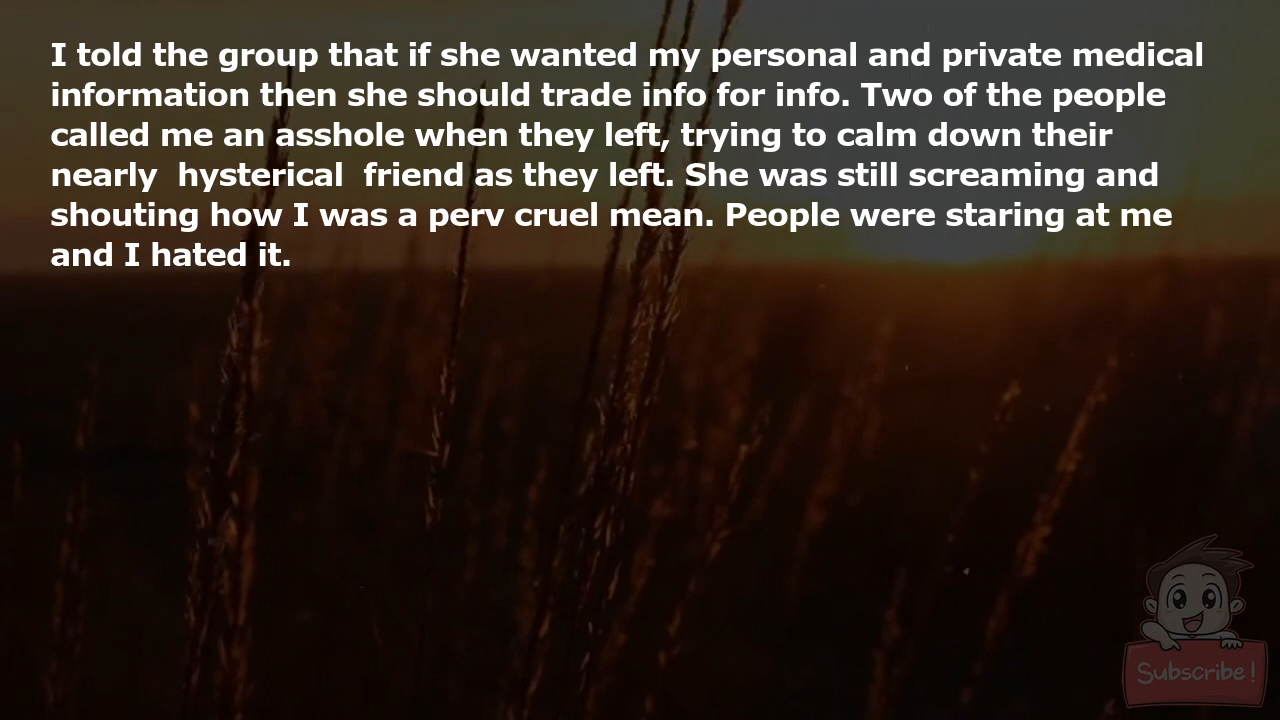 I told the group that if she wanted my personal and private medical
information then she should trade info for info. Two of the people
called me an asshole when they left, trying to calm down their
nearly  hysterical  friend as they left. She was still screaming and
shouting how I was a perv cruel mean. People were staring at me
and I hated it.
Subscribe!